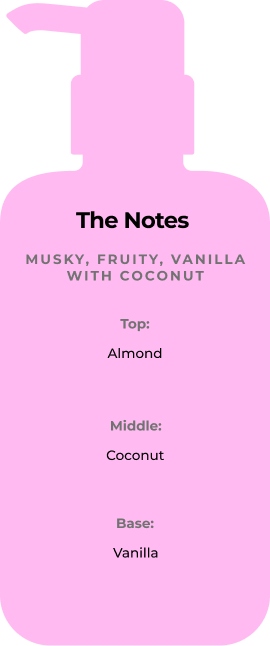 The Notes
MUSKY, FRUITY, VANILLA
WITH COCONUT
Top:
Almond
Middle:
Coconut
Base:
Vanilla